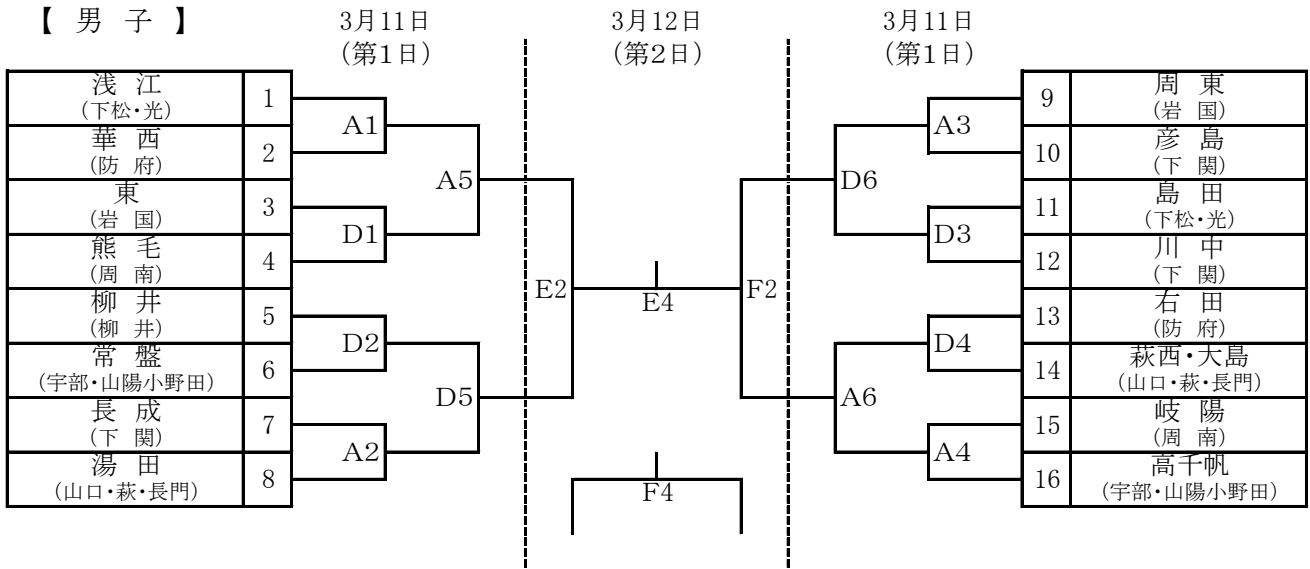 【 男 子 】
3月11日
(第1日)
3月12日
(第2日)
3月11日
(第1日)
浅 江
(下松・光)
1
華 西
(防 府)
2
東
(岩 国)
3
熊 毛
(周 南)
4
柳 井
(柳 井)
5
常 盤
(宇部・山陽小野田)
6
長 成
(下 関)
7
湯 田
(山口・萩・長門)
8
A1
D1
D2
A2
A5
D5
E2
E4
F4
F2
D6
A6
A3
D3
D4
A4
9
周 東
(岩 国)
10
彦 島
(下 関)
11
島 田
(下松・光)
12
川 中
(下 関)
13
右 田
(防 府)
14
萩西・大島
(山口・萩・長門)
15
岐 陽
(周 南)
16
高千帆
(宇部・山陽小野田)